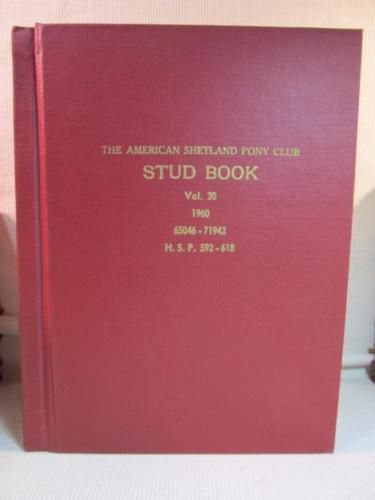 THE AMERICAN SHETLAND PONY CLUB
STUD BOOK
Vol. 30
1960
65046 - 71942
H. S. P. 592 - 618